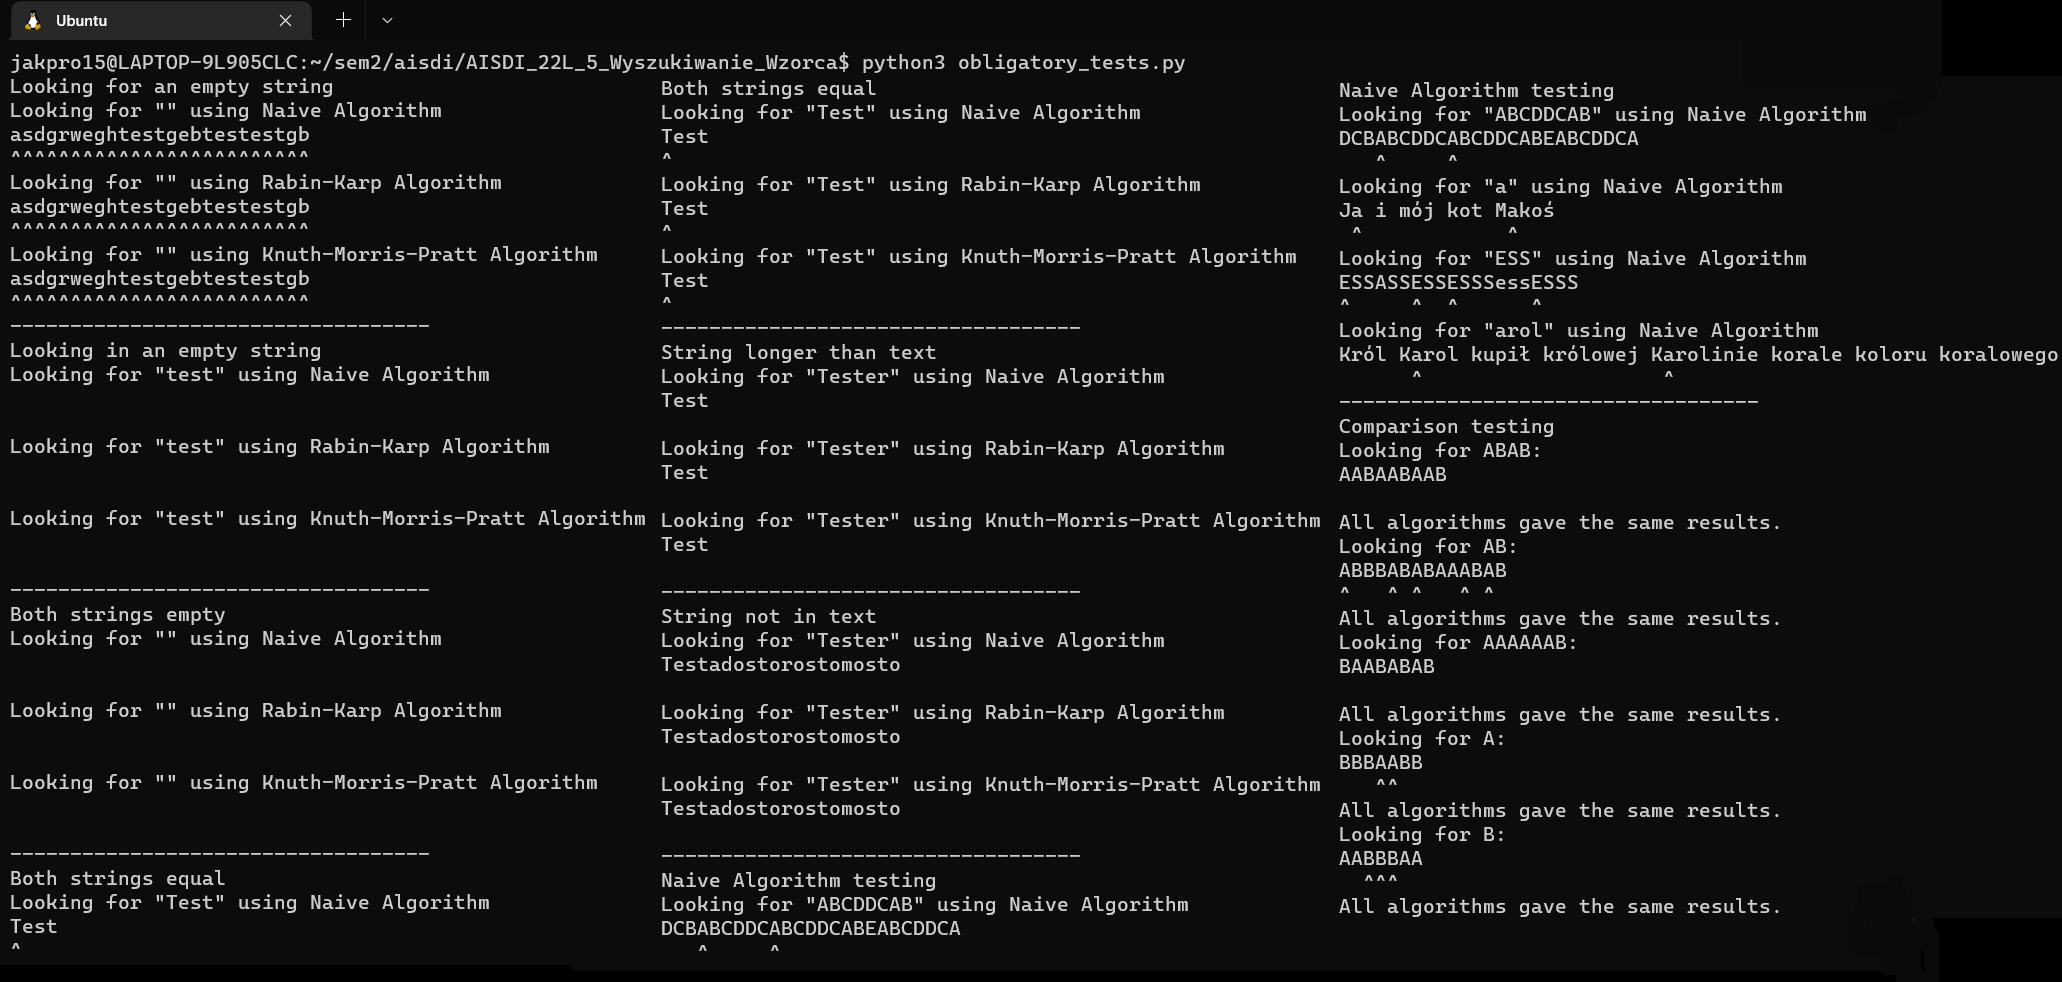 Ubuntu
jakpro15@LAPTOP-9L905CLC:~/sem2/aisdi/AISDI_22L_5_Wyszukiwanie_Wzorca$ python3 obligatory_tests.py
Looking for an empty string
Looking for "" using Naive Algorithm
asdgrweghtestgebtestestgb
^^^^^^^^^^^^^^^^^^^^^^^^^
Looking for "" using Rabin-Karp Algorithm
asdgrweghtestgebtestestgb
^^^^^^^^^^^^^^^^^^^^^^^^^
Looking for "" using Knuth-Morris-Pratt Algorithm
asdgrweghtestgebtestestgb
^^^^^^^^^^^^^^^^^^^^^^^^^
-----------------------------------
Looking in an empty string
Looking for "test" using Naive Algorithm
Looking for "test" using Rabin-Karp Algorithm
Looking for "test" using Knuth-Morris-Pratt Algorithm
-----------------------------------
Both strings empty
Looking for "" using Naive Algorithm
Looking for "" using Rabin-Karp Algorithm
Looking for "" using Knuth-Morris-Pratt Algorithm
-----------------------------------
Both strings equal
Looking for "Test" using Naive Algorithm
Test
^
Both strings equal
Looking for "Test" using Naive Algorithm
Test
^
Looking for "Test" using Rabin-Karp Algorithm
Test
^
Looking for "Test" using Knuth-Morris-Pratt Algorithm
Test
^
-----------------------------------
String longer than text
Looking for "Tester" using Naive Algorithm
Test
Looking for "Tester" using Rabin-Karp Algorithm
Test
Looking for "Tester" using Knuth-Morris-Pratt Algorithm
Test
-----------------------------------
String not in text
Looking for "Tester" using Naive Algorithm
Testadostorostomosto
Looking for "Tester" using Rabin-Karp Algorithm
Testadostorostomosto
Looking for "Tester" using Knuth-Morris-Pratt Algorithm
Testadostorostomosto
-----------------------------------
Naive Algorithm testing
Looking for "ABCDDCAB" using Naive Algorithm
DCBABCDDCABCDDCABEABCDDCA
   ^     ^
Naive Algorithm testing
Looking for "ABCDDCAB" using Naive Algorithm
DCBABCDDCABCDDCABEABCDDCA
   ^     ^
Looking for "a" using Naive Algorithm
Ja i mój kot Makoś
 ^            ^
Looking for "ESS" using Naive Algorithm
ESSASSESSESSSessESSS
^     ^  ^      ^
Looking for "arol" using Naive Algorithm
Król Karol kupił królowej Karolinie korale koloru koralowego
      ^                    ^
-----------------------------------
Comparison testing
Looking for ABAB:
AABAABAAB
All algorithms gave the same results.
Looking for AB:
ABBBABABAAABAB
^   ^ ^   ^ ^
All algorithms gave the same results.
Looking for AAAAAAB:
BAABABAB
All algorithms gave the same results.
Looking for A:
BBBAABB
   ^^
All algorithms gave the same results.
Looking for B:
AABBBAA
  ^^^
All algorithms gave the same results.